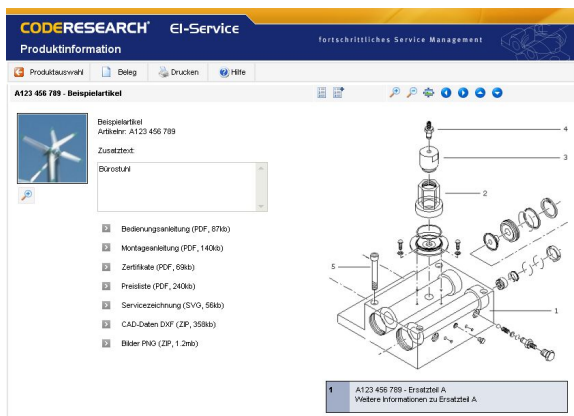 CODERESEARCH® EI-Service
Produktinformation
fortschrittliches Service Management
Produktauswahl Beleg Drucken Hilfe
A123 456 789 - Beispielartikel
Beispielartikel
Artikelnr: A123 456 789
Zusatztext:
Bürostuhl
Bedienungsanleitung (PDF, 87kb)
Montageanleitung (PDF, 140kb)
Zertifikate (PDF, 69kb)
Preisliste (PDF, 240kb)
Servicezeichnung (SVG, 56kb)
CAD-Daten DXF (ZIP, 358kb)
Bilder PNG (ZIP, 1.2mb)
4
3
2
5
1
1 A123 456 789 - Ersatzteil A
Weitere Informationen zu Ersatzteil A